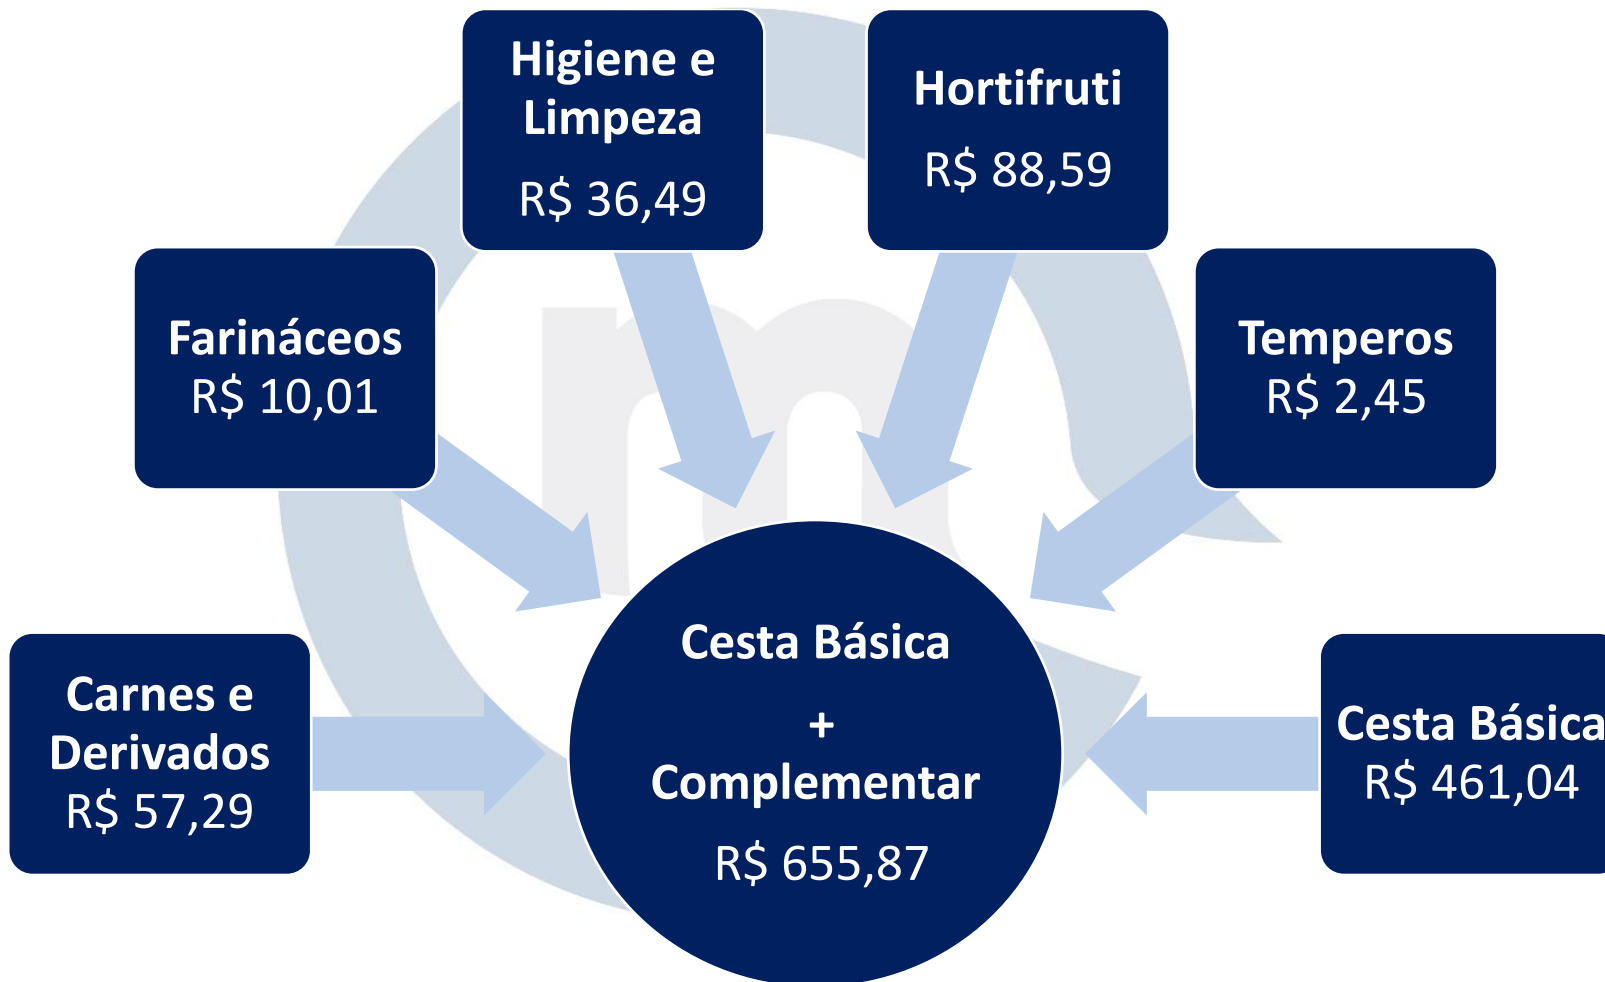 Higiene e
Limpeza
R$ 36,49
Hortifruti
R$ 88,59
Farináceos
R$ 10,01
Temperos
R$ 2,45
Carnes e
Derivados
R$ 57,29
Cesta Básica
+
Complementar
R$ 655,87
Cesta Básica
R$ 461,04
m